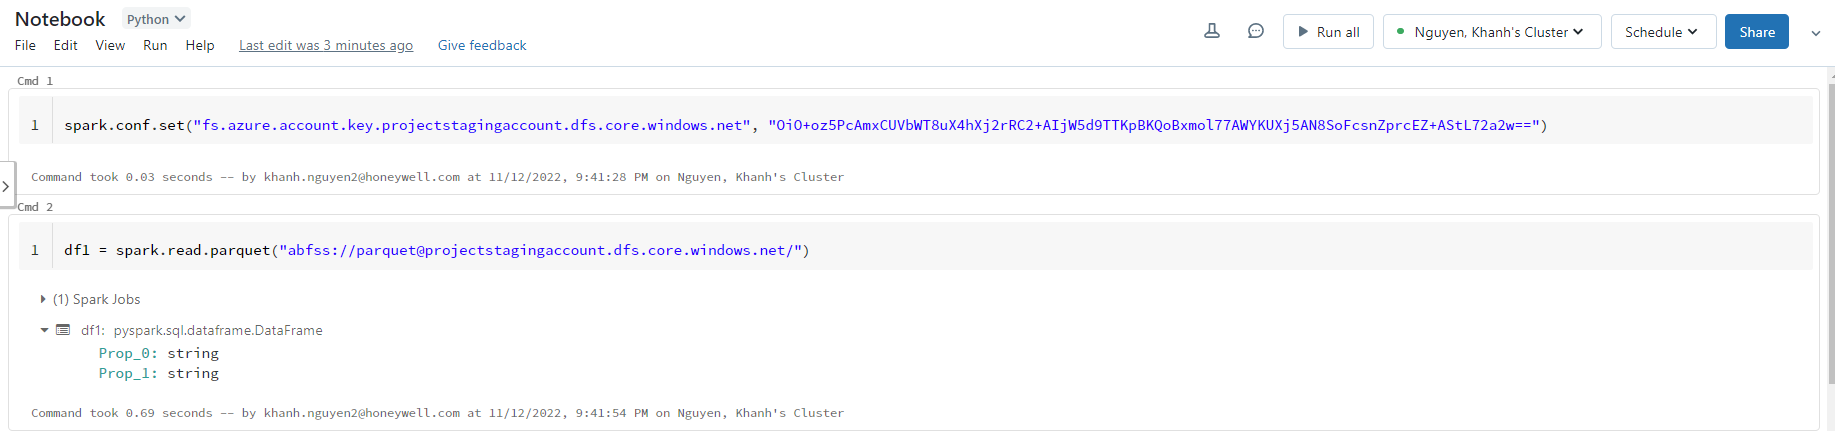 Notebook Python
File Edit View Run Help Last edit was 3 minutes ago Give feedback
Run all Nguyen, Khanh's Cluster Schedule Share
Cmd 1
1 spark.conf.set("fs.azure.account.key.projectstagingaccount.dfs.core.windows.net", "OiO+oz5PcAmxCUVbWT8uX4hXj2rRC2+AIjW5d9TTKpBKQoBxmol77AWYKUXj5AN8SoFcsnZprcEZ+AStL72a2w==")
Command took 0.03 seconds -- by khanh.nguyen2@honeywell.com at 11/12/2022, 9:41:28 PM on Nguyen, Khanh's Cluster
Cmd 2
1 df1 = spark.read.parquet("abfss://parquet@projectstagingaccount.dfs.core.windows.net/")
(1) Spark Jobs
df1: pyspark.sql.dataframe.DataFrame
Prop_0: string
Prop_1: string
Command took 0.69 seconds -- by khanh.nguyen2@honeywell.com at 11/12/2022, 9:41:54 PM on Nguyen, Khanh's Cluster